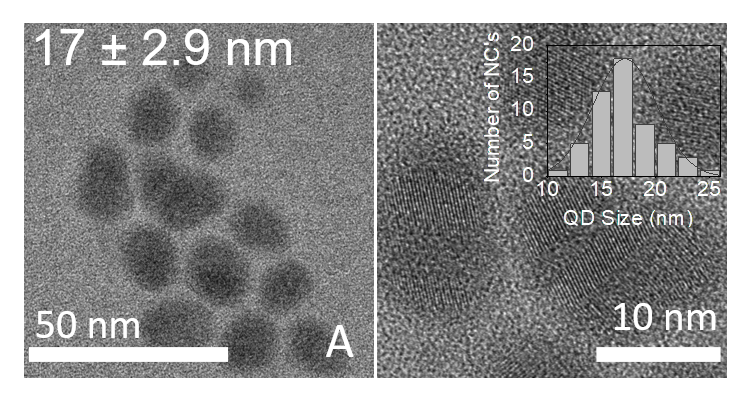 17 ± 2.9 nm
50 nm
A
Number of NC's
20
15
10
5
0
10 15 20 25
QD Size (nm)
10 nm